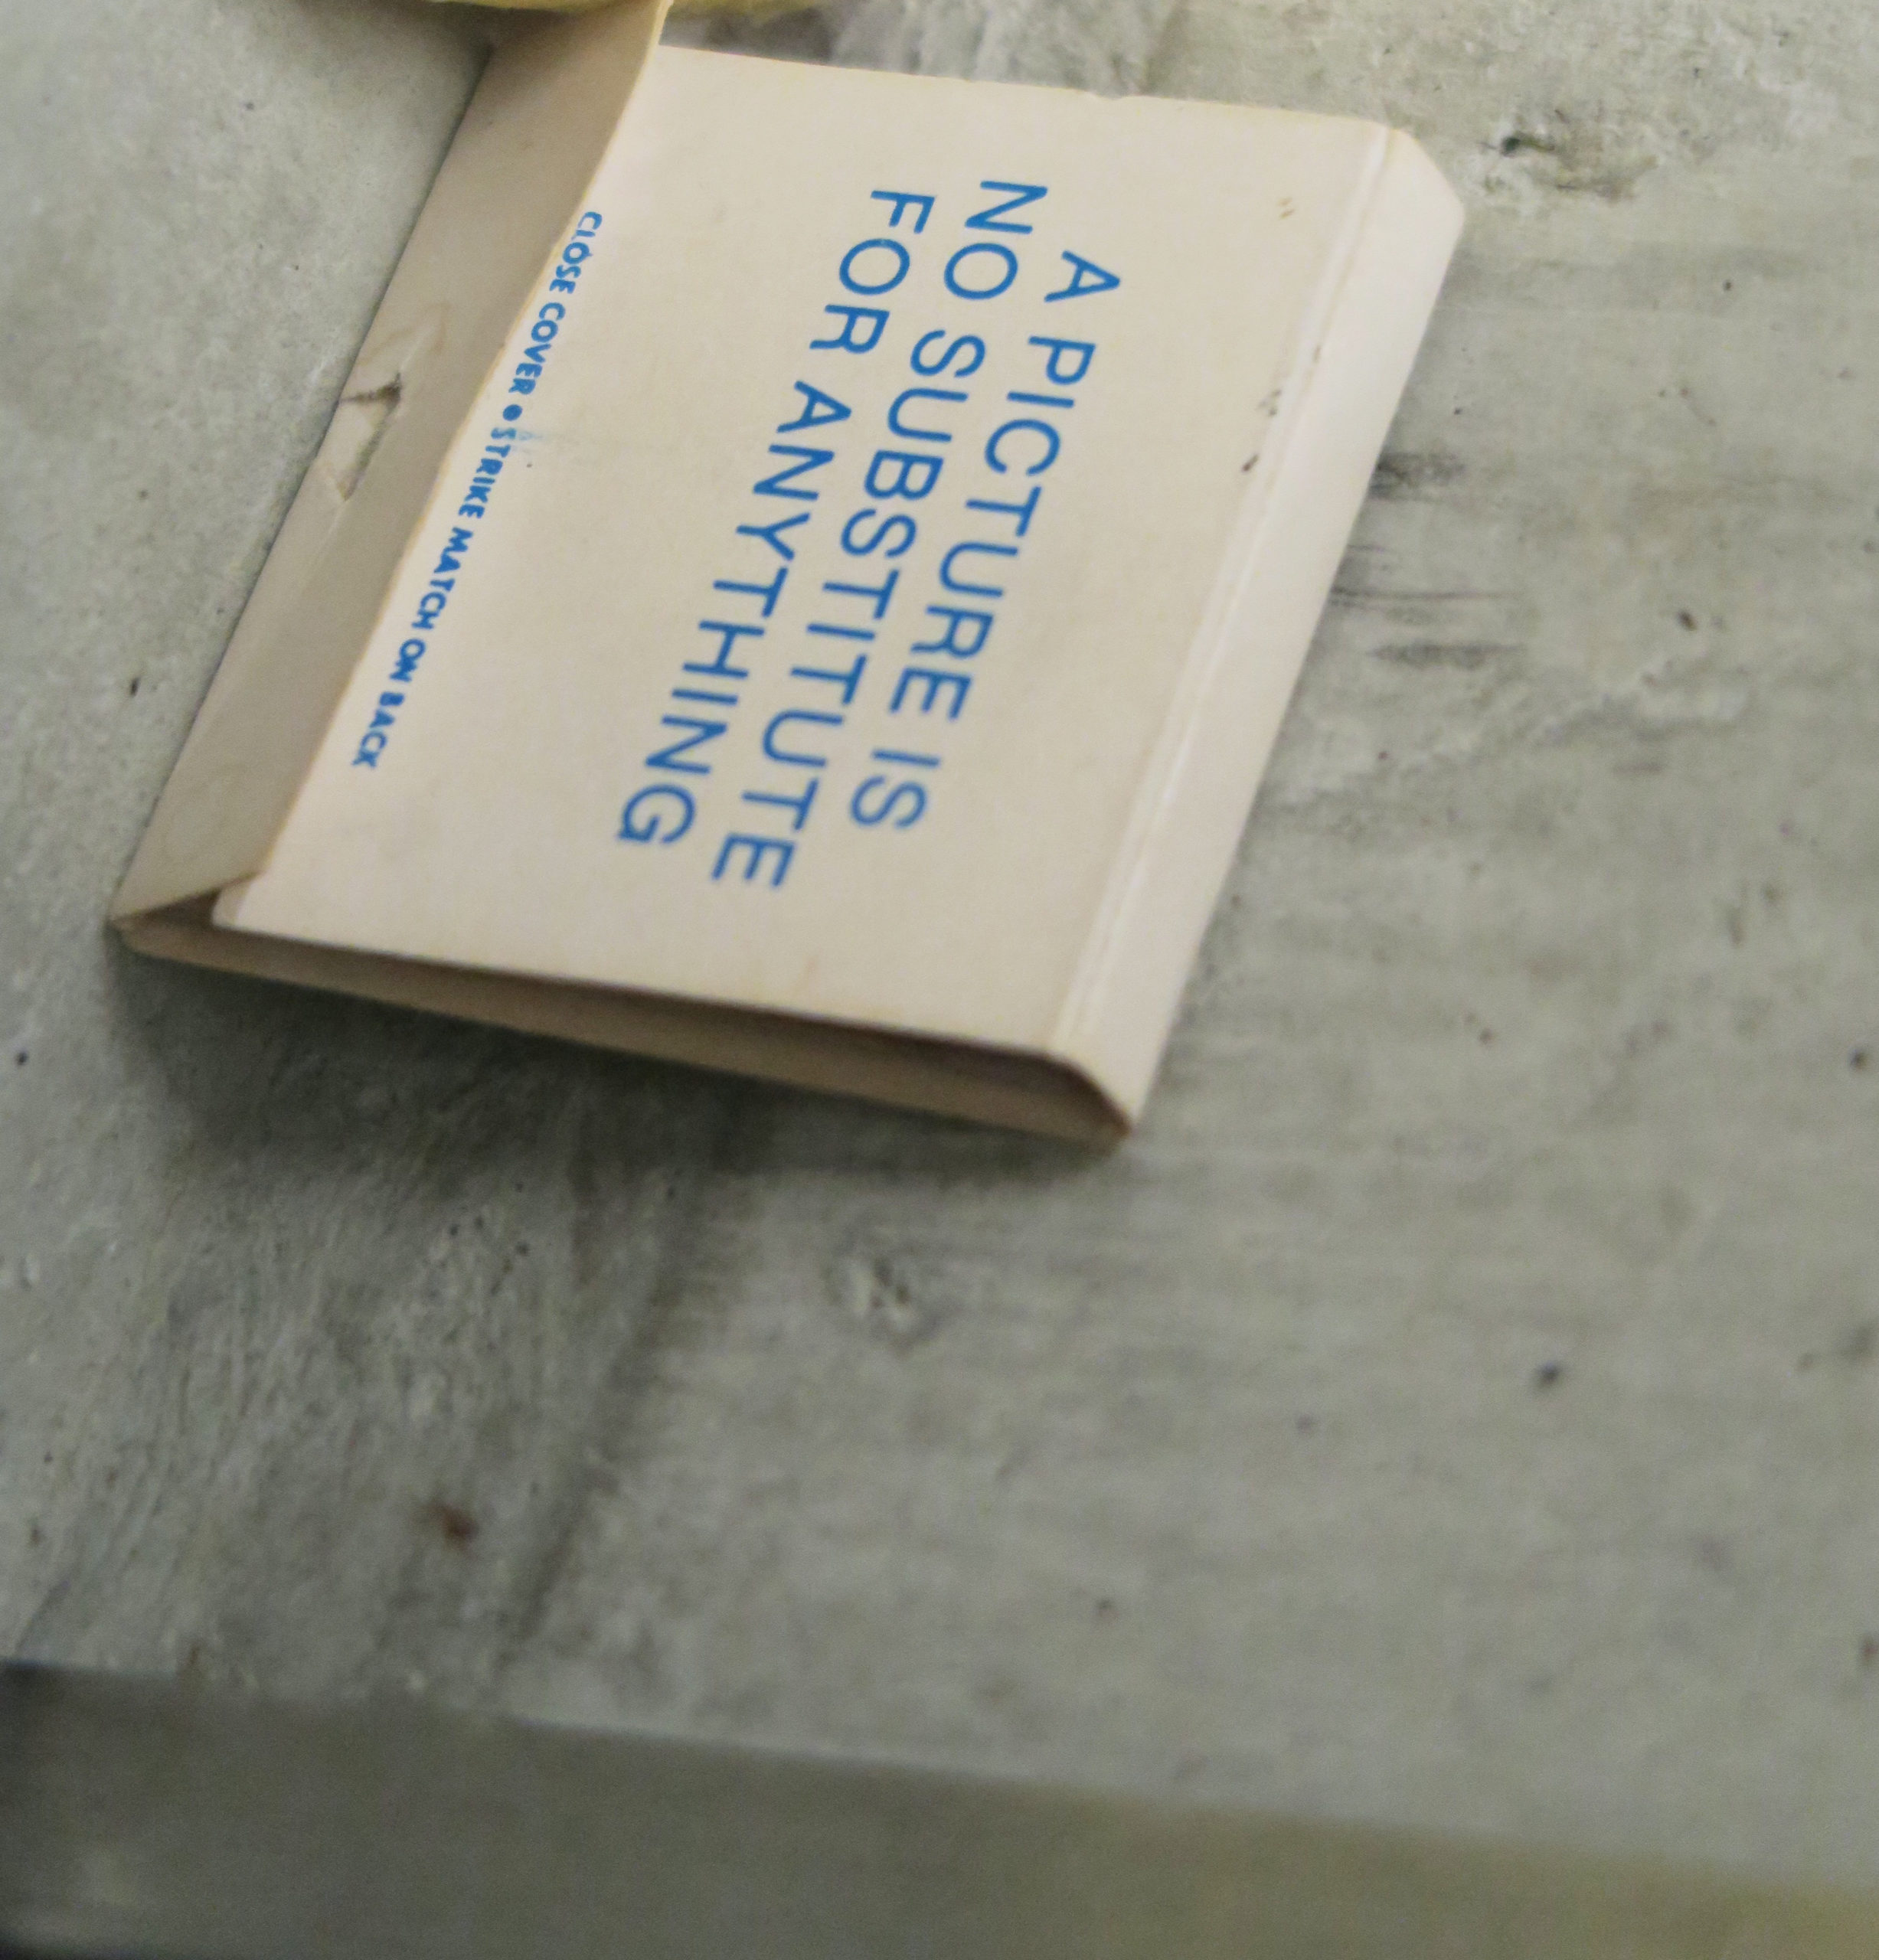 A PICTURE IS
NO SUBSTITUTE
FOR ANYTHING
CLOSE COVER ● STRIKE MATCH ON BACK